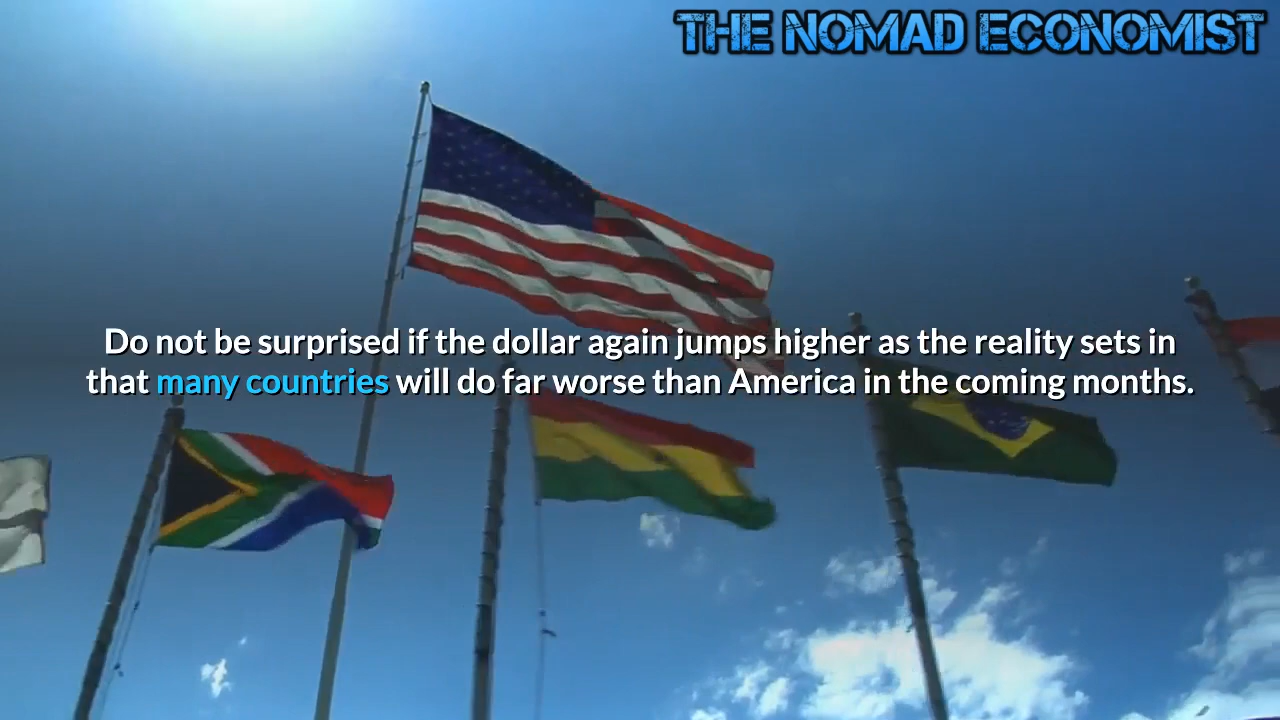 THE NOMAD ECONOMIST
Do not be surprised if the dollar again jumps higher as the reality sets in
that many countries will do far worse than America in the coming months.